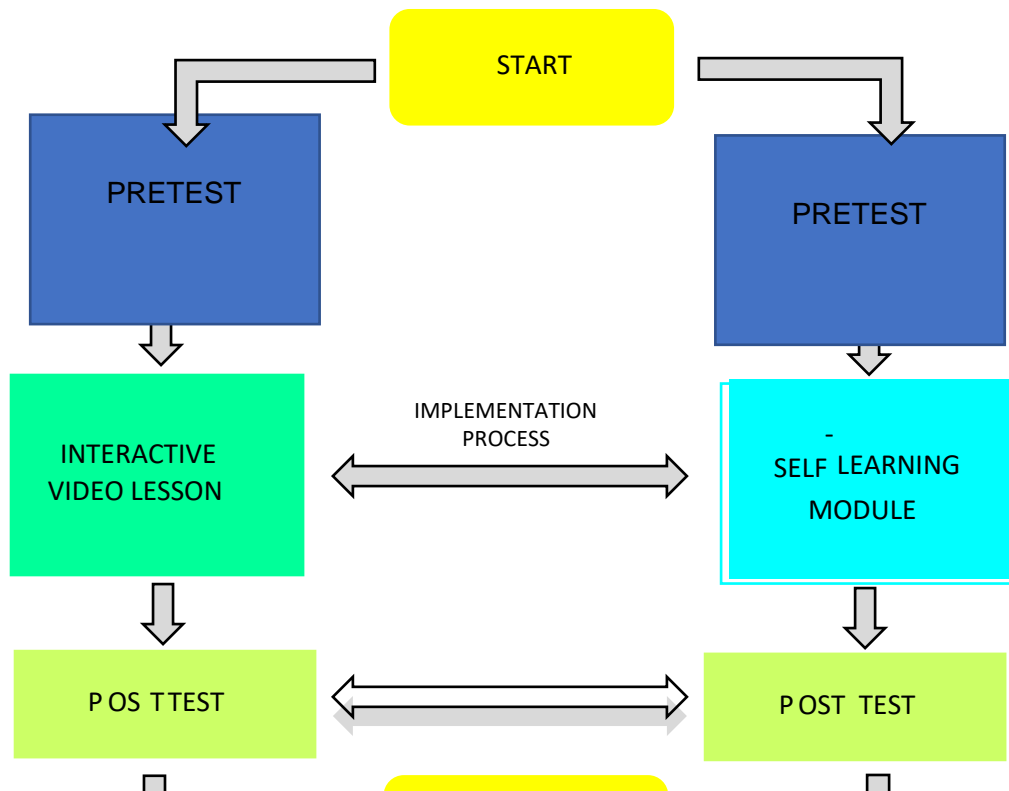 START
PRETEST
PRETEST
IMPLEMENTATION
PROCESS
INTERACTIVE
VIDEO LESSON
-
SELF LEARNING
MODULE
P OS T TEST
P OST TEST